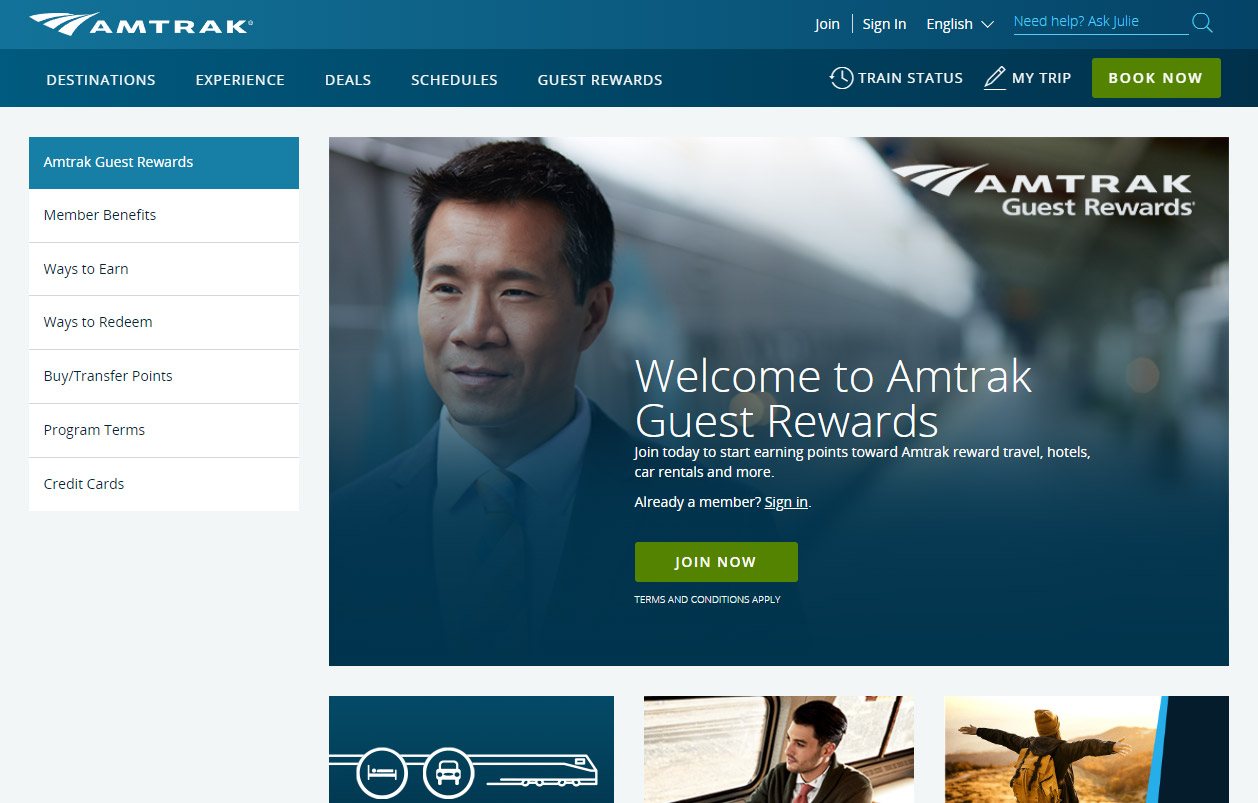 AMTRAK®
Join
Sign In
English
Need help? Ask Julie
DESTINATIONS
EXPERIENCE
DEALS
SCHEDULES
GUEST REWARDS
TRAIN STATUS
MY TRIP
BOOK NOW
Amtrak Guest Rewards
Member Benefits
Ways to Earn
Ways to Redeem
Buy/Transfer Points
Program Terms
Credit Cards
AMTRAK
Guest Rewards®
Welcome to Amtrak
Guest Rewards
Join today to start earning points toward Amtrak reward travel, hotels,
car rentals and more.
Already a member? Sign in.
JOIN NOW
TERMS AND CONDITIONS APPLY